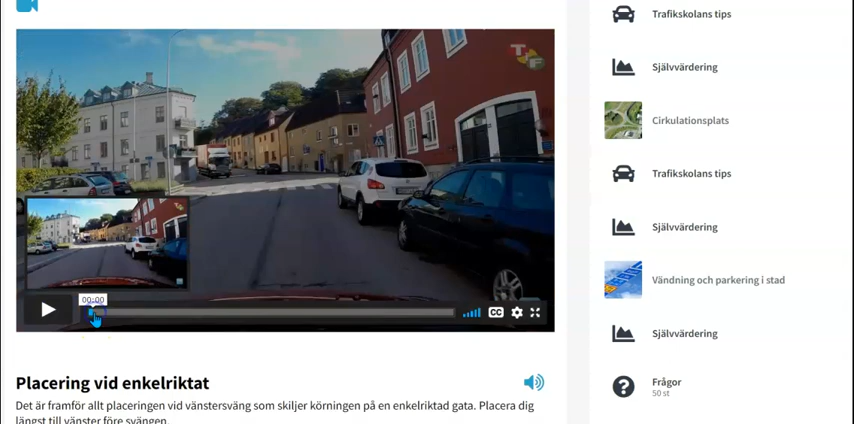 TF
00:00
CC
Placering vid enkelriktat
Det är framför allt placeringen vid vänstersväng som skiljer körningen på en enkelriktad gata. Placera dig
längst till vänster före svängen.
Trafikskolans tips
Självvärdering
Cirkulationsplats
Trafikskolans tips
Självvärdering
Vändning och parkering i stad
Självvärdering
Frågor
50 st